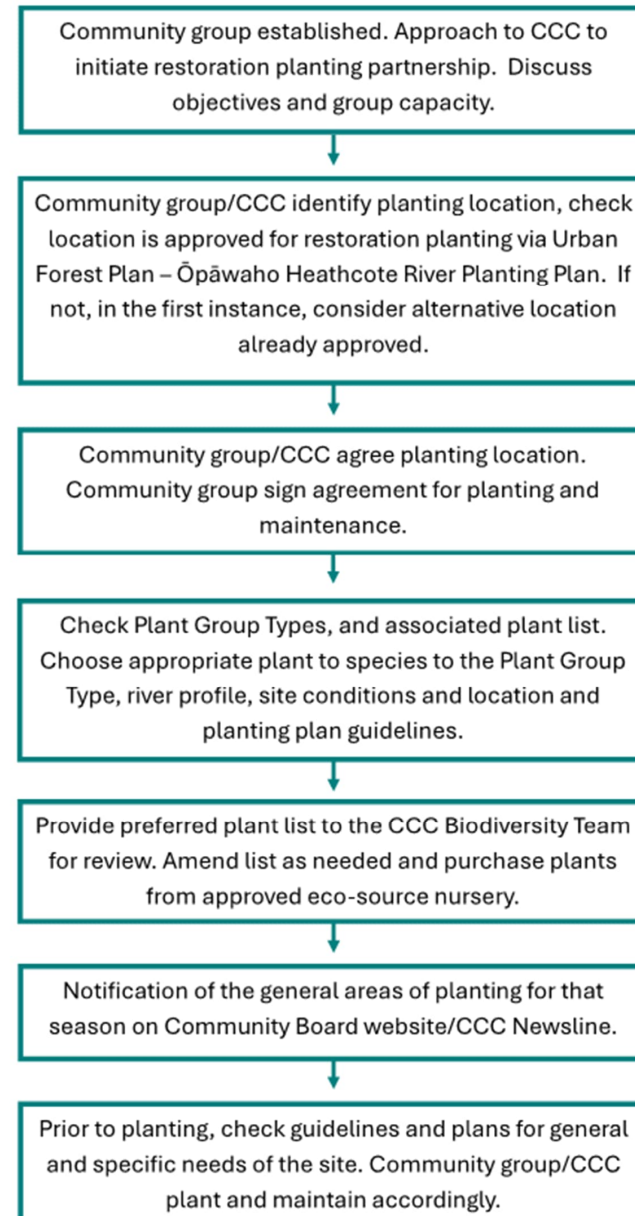 Community group established. Approach to CCC to
initiate restoration planting partnership.  Discuss
objectives and group capacity.
Community group/CCC identify planting location, check
location is approved for restoration planting via Urban
Forest Plan – Ōpāwaho Heathcote River Planting Plan.  If
not, in the first instance, consider alternative location
already approved.
Community group/CCC agree planting location.
Community group sign agreement for planting and
maintenance.
Check Plant Group Types, and associated plant list.
Choose appropriate plant to species to the Plant Group
Type, river profile, site conditions and location and
planting plan guidelines.
Provide preferred plant list to the CCC Biodiversity Team
for review. Amend list as needed and purchase plants
from approved eco-source nursery.
Notification of the general areas of planting for that
season on Community Board website/CCC Newsline.
Prior to planting, check guidelines and plans for general
and specific needs of the site. Community group/CCC
plant and maintain accordingly.